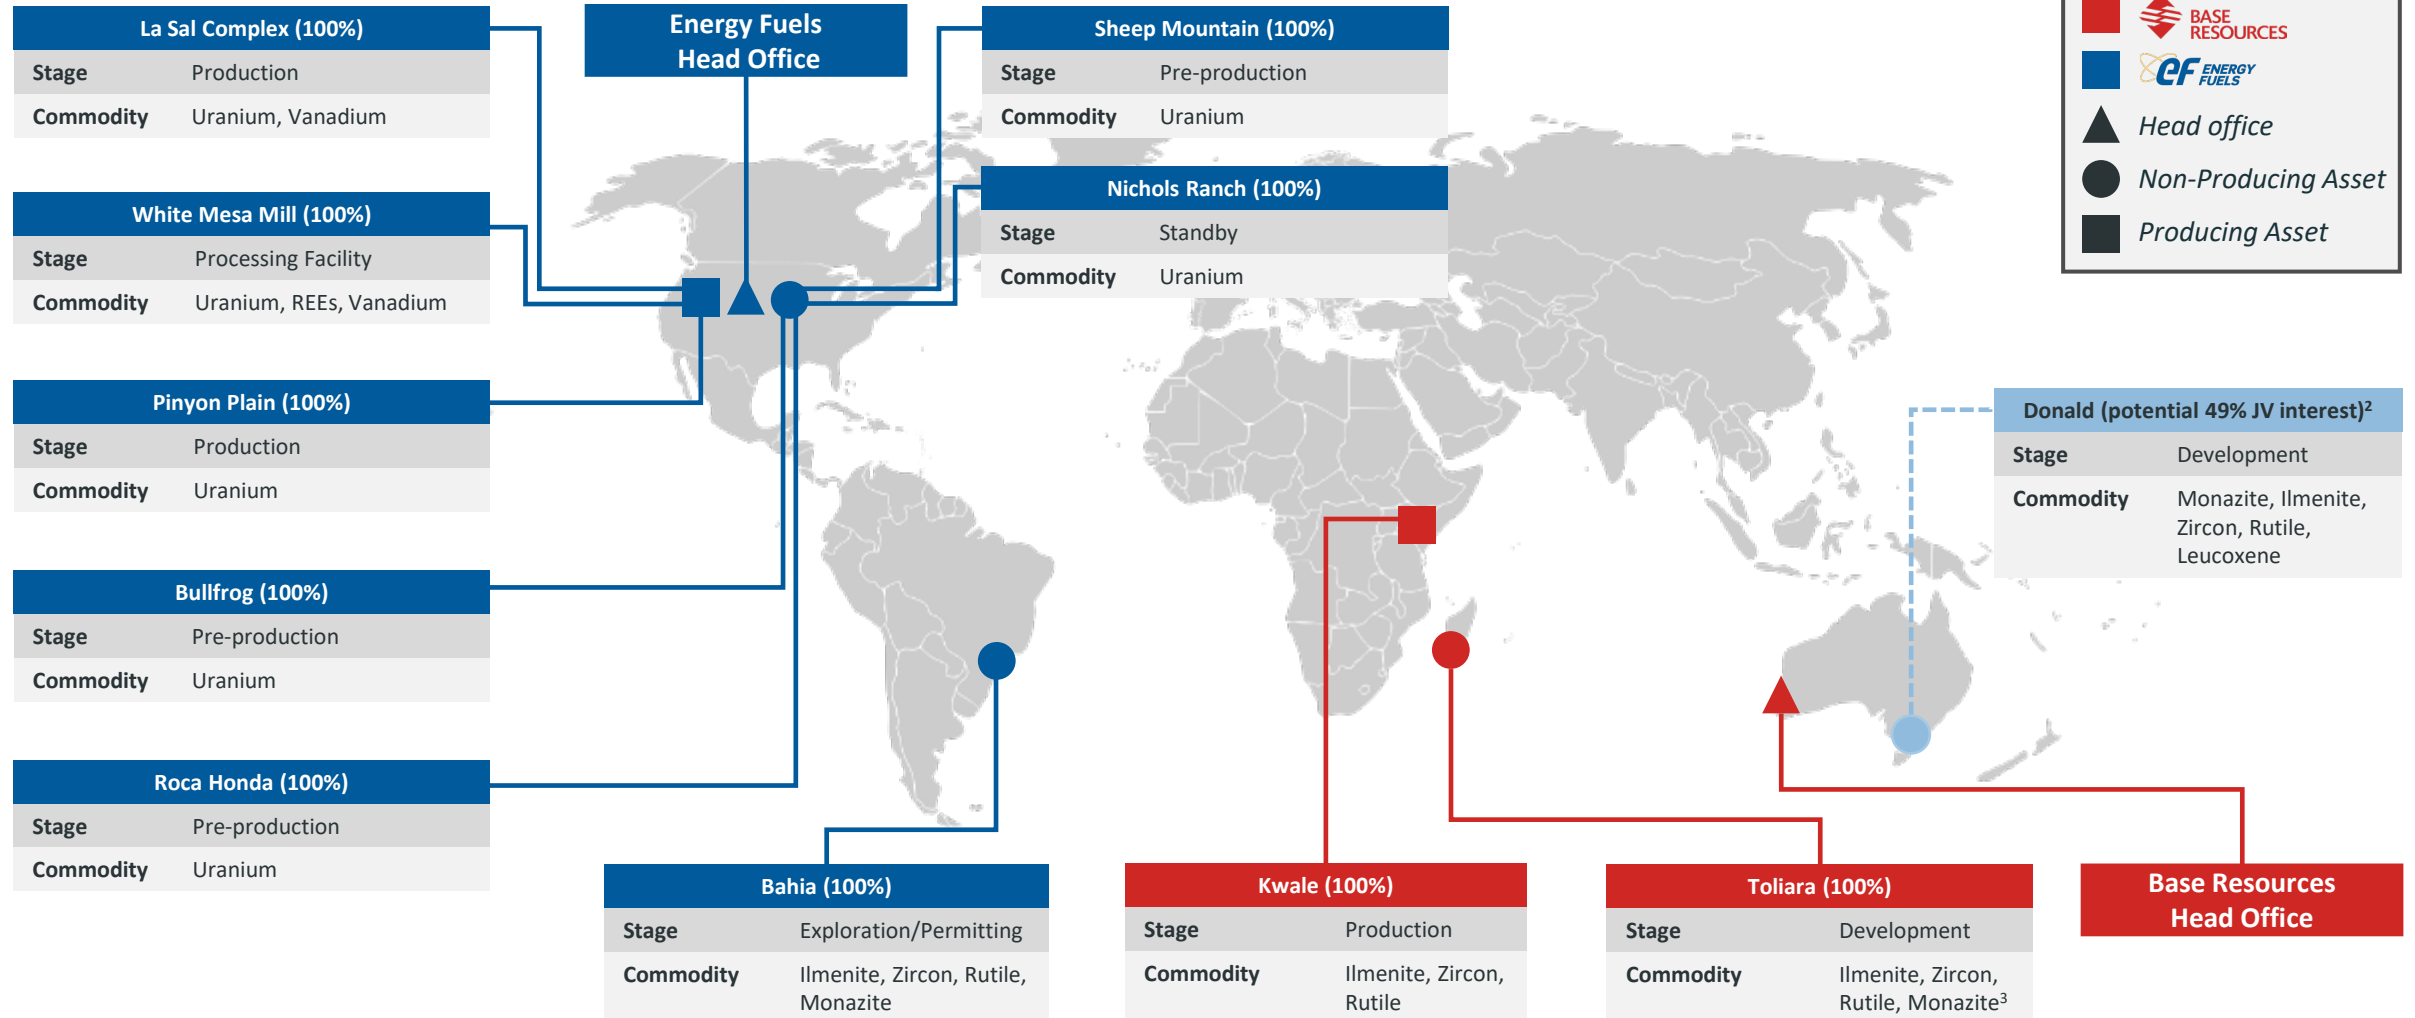 La Sal Complex (100%)
Stage Production
Commodity Uranium, Vanadium
White Mesa Mill (100%)
Stage Processing Facility
Commodity Uranium, REEs, Vanadium
Pinyon Plain (100%)
Stage Production
Commodity Uranium
Bullfrog (100%)
Stage Pre-production
Commodity Uranium
Roca Honda (100%)
Stage Pre-production
Commodity Uranium
Energy Fuels
Head Office
Sheep Mountain (100%)
Stage Pre-production
Commodity Uranium
Nichols Ranch (100%)
Stage Standby
Commodity Uranium
BASE
RESOURCES
eF ENERGY
FUELS
Head office
Non-Producing Asset
Producing Asset
Donald (potential 49% JV interest)²
Stage Development
Commodity Monazite, Ilmenite,
Zircon, Rutile,
Leucoxene
Bahia (100%)
Stage Exploration/Permitting
Commodity Ilmenite, Zircon, Rutile,
Monazite
Kwale (100%)
Stage Production
Commodity Ilmenite, Zircon,
Rutile
Toliara (100%)
Stage Development
Commodity Ilmenite, Zircon,
Rutile, Monazite³
Base Resources
Head Office